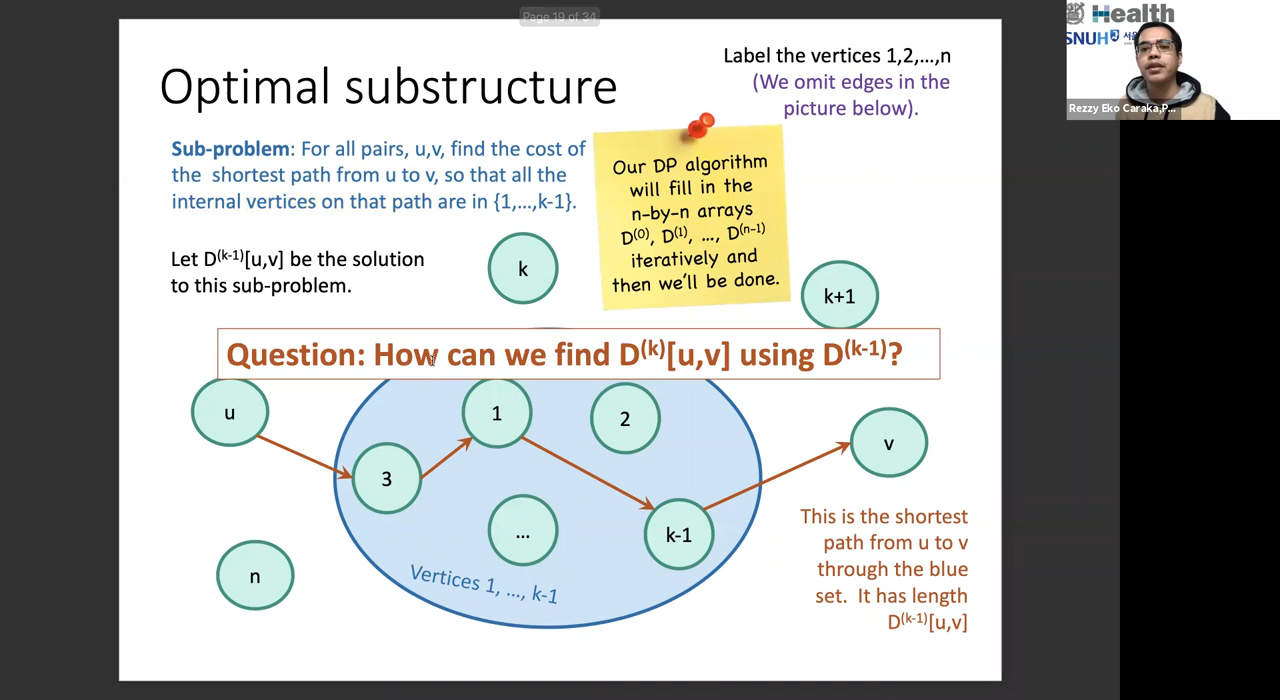 Page 19 of 34
Optimal substructure
Label the vertices 1,2,…,n
(We omit edges in the
picture below).
Sub-problem: For all pairs, u,v, find the cost of
the shortest path from u to v, so that all the
internal vertices on that path are in {1,…,k-1}.
Our DP algorithm
will fill in the
n-by-n arrays
D(0), D(1), …, D(n-1)
iteratively and
then we'll be done.
Let D(k-1)[u,v] be the solution
to this sub-problem.
k
k+1
Question: How can we find D(k)[u,v] using D(k-1)?
u
1
2
v
3
…
k-1
n
Vertices 1, …, k-1
This is the shortest
path from u to v
through the blue
set. It has length
D(k-1)[u,v]
Health
SNUH 서울
Rezzy Eko Caraka,P...